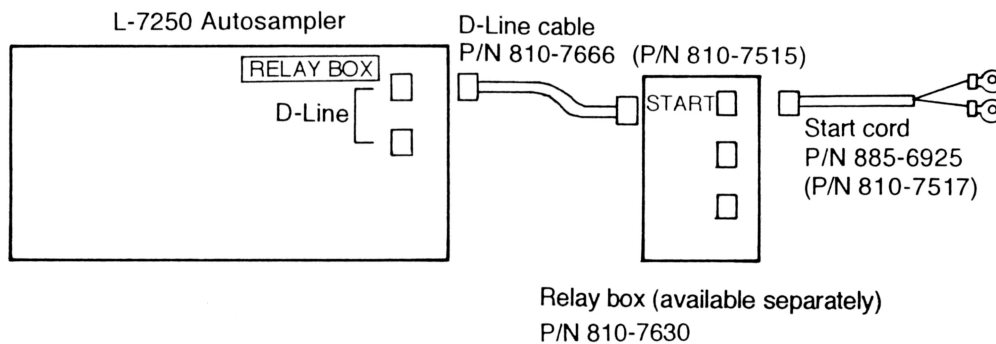 L-7250 Autosampler
RELAY BOX
D-Line
D-Line cable
P/N 810-7666 (P/N 810-7515)
START
Start cord
P/N 885-6925
(P/N 810-7517)
Relay box (available separately)
P/N 810-7630